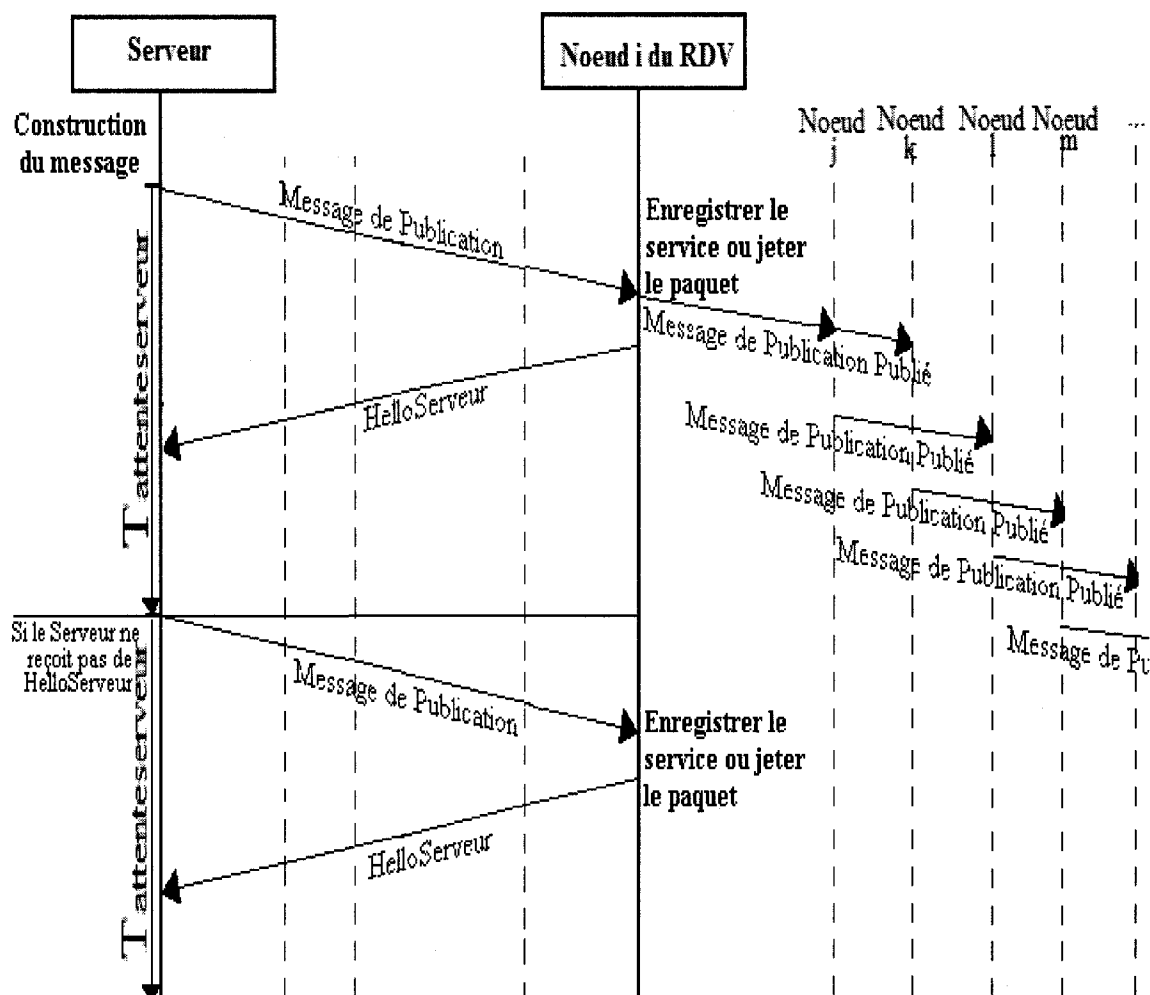 Serveur
Noeud i du RDV
Construction
du message
Noeud
j
Noeud
k
Noeud
l
Noeud
m
...
Message de Publication
Enregistrer le
service ou jeter
le paquet
Message de Publication Publié
HelloServeur
T attenteserveur
Message de Publication Publié
Message de Publication Publié
Message de Publication Publié
Message de Pu
Si le Serveur ne
reçoit pas de
HelloServeur
Message de Publication
Enregistrer le
service ou jeter
le paquet
HelloServeur
T attenteserveur